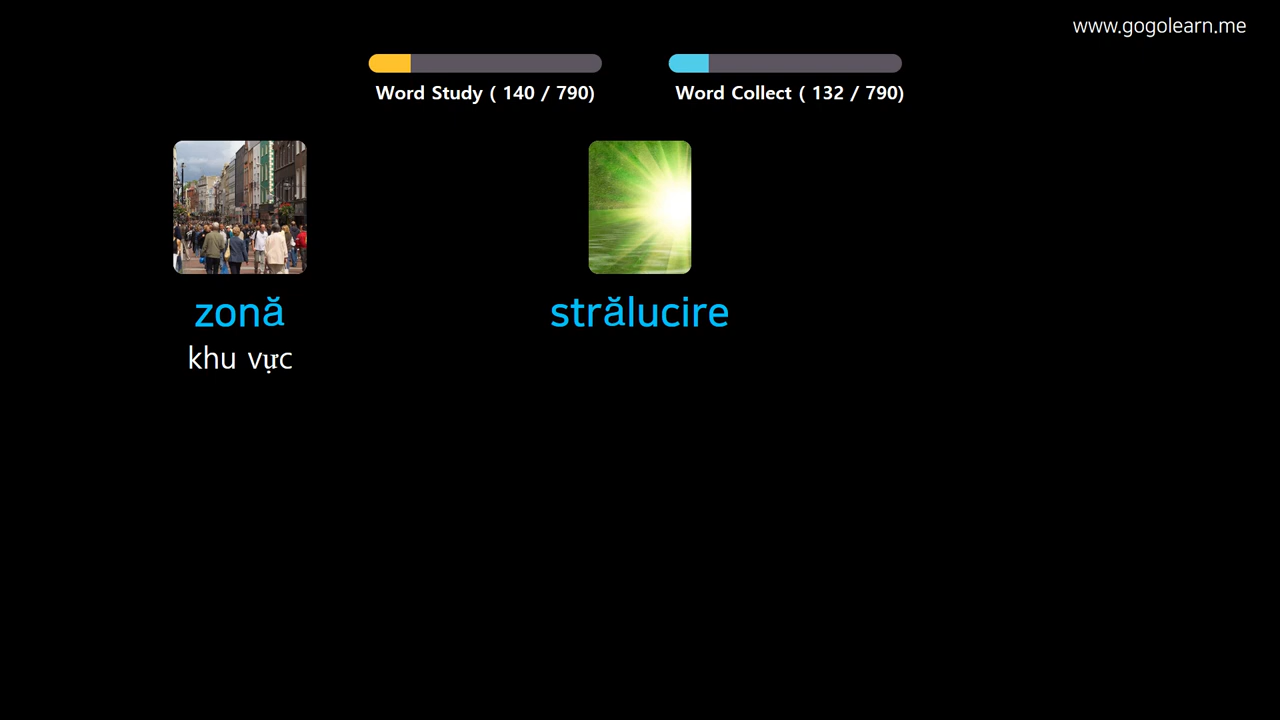 www.gogolearn.me
Word Study ( 140 / 790)
Word Collect ( 132 / 790)
zonă
strălucire
khu vực